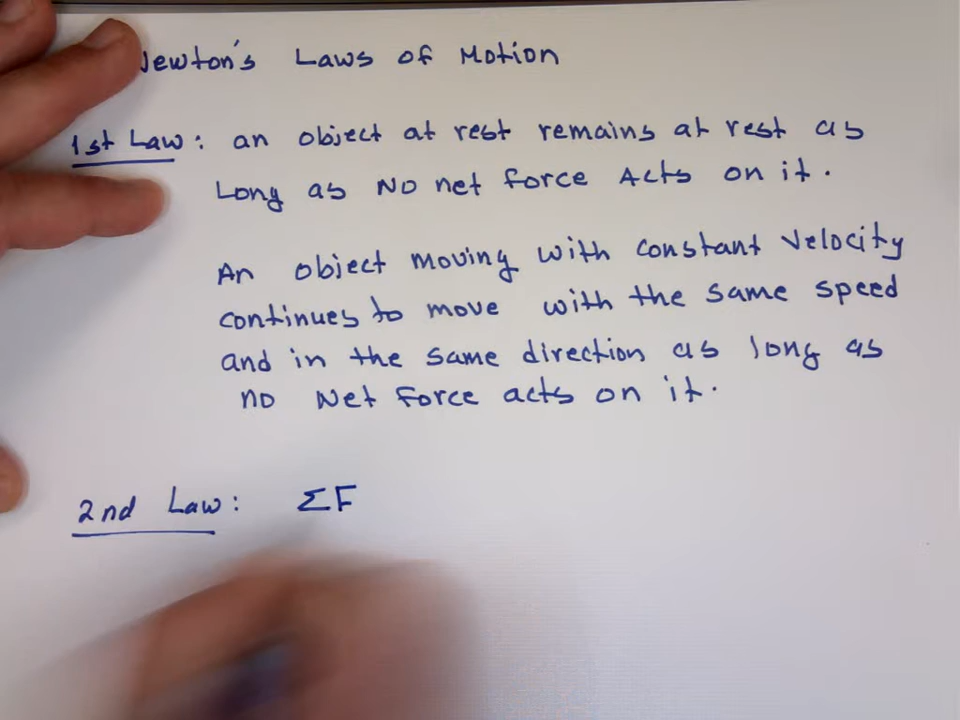 Newton's Laws of Motion
1st Law: an object at rest remains at rest as
Long as No net force Acts on it.
An object moving with constant velocity
continues to move with the same speed
and in the same direction as long as
no Net force acts on it.
2nd Law: ΣF